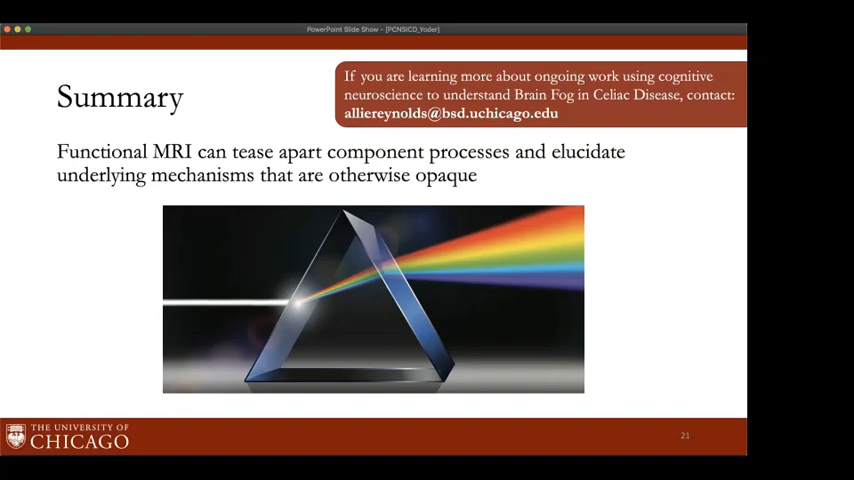 PowerPoint Slide Show - [PCNSiCD_Yoder]
If you are learning more about ongoing work using cognitive
neuroscience to understand Brain Fog in Celiac Disease, contact:
alliereynolds@bsd.uchicago.edu
Summary
Functional MRI can tease apart component processes and elucidate
underlying mechanisms that are otherwise opaque
THE UNIVERSITY OF
CHICAGO
21